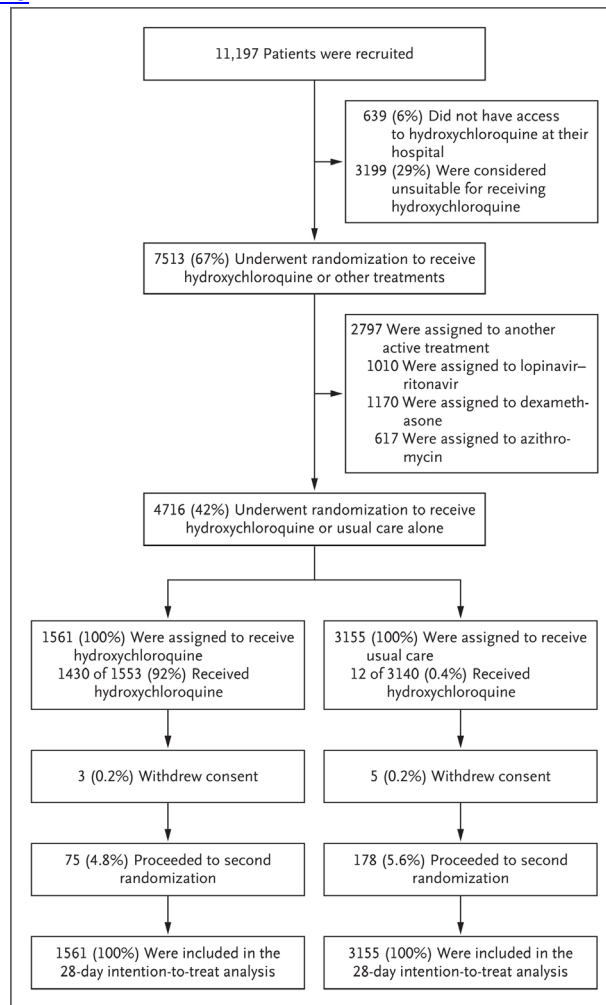 11,197 Patients were recruited
639 (6%) Did not have access
to hydroxychloroquine at their
hospital
3199 (29%) Were considered
unsuitable for receiving
hydroxychloroquine
7513 (67%) Underwent randomization to receive
hydroxychloroquine or other treatments
2797 Were assigned to another
active treatment
1010 Were assigned to lopinavir–
ritonavir
1170 Were assigned to dexameth-
asone
617 Were assigned to azithro-
mycin
4716 (42%) Underwent randomization to receive
hydroxychloroquine or usual care alone
1561 (100%) Were assigned to receive
hydroxychloroquine
1430 of 1553 (92%) Received
hydroxychloroquine
3155 (100%) Were assigned to receive
usual care
12 of 3140 (0.4%) Received
hydroxychloroquine
3 (0.2%) Withdrew consent
5 (0.2%) Withdrew consent
75 (4.8%) Proceeded to second
randomization
178 (5.6%) Proceeded to second
randomization
1561 (100%) Were included in the
28-day intention-to-treat analysis
3155 (100%) Were included in the
28-day intention-to-treat analysis